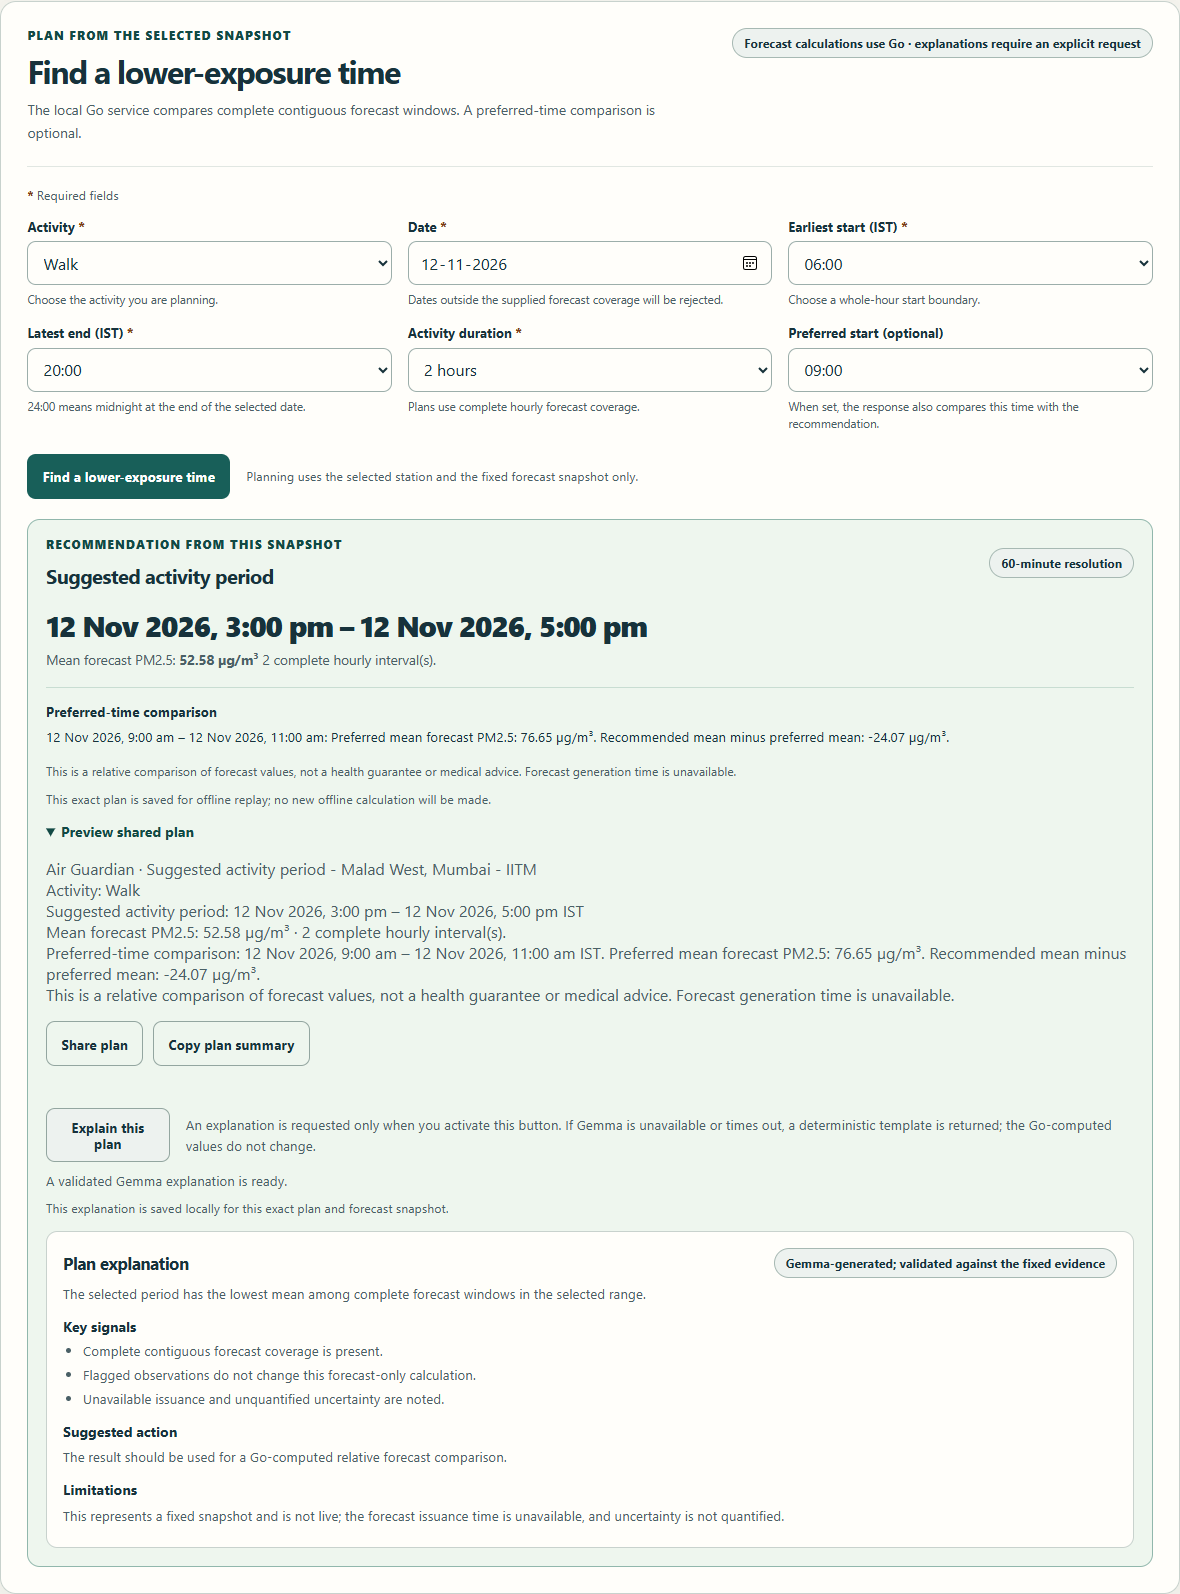 PLAN FROM THE SELECTED SNAPSHOT
Forecast calculations use Go · explanations require an explicit request
Find a lower-exposure time
The local Go service compares complete contiguous forecast windows. A preferred-time comparison is
optional.
* Required fields
Activity *
Date *
Earliest start (IST) *
Walk
12-11-2026
06:00
Choose the activity you are planning.
Dates outside the supplied forecast coverage will be rejected.
Choose a whole-hour start boundary.
Latest end (IST) *
Activity duration *
Preferred start (optional)
20:00
2 hours
09:00
24:00 means midnight at the end of the selected date.
Plans use complete hourly forecast coverage.
When set, the response also compares this time with the
recommendation.
Find a lower-exposure time
Planning uses the selected station and the fixed forecast snapshot only.
RECOMMENDATION FROM THIS SNAPSHOT
60-minute resolution
Suggested activity period
12 Nov 2026, 3:00 pm – 12 Nov 2026, 5:00 pm
Mean forecast PM2.5: 52.58 µg/m³ 2 complete hourly interval(s).
Preferred-time comparison
12 Nov 2026, 9:00 am – 12 Nov 2026, 11:00 am: Preferred mean forecast PM2.5: 76.65 µg/m³. Recommended mean minus preferred mean: -24.07 µg/m³.
This is a relative comparison of forecast values, not a health guarantee or medical advice. Forecast generation time is unavailable.
This exact plan is saved for offline replay; no new offline calculation will be made.
▼ Preview shared plan
Air Guardian · Suggested activity period - Malad West, Mumbai - IITM
Activity: Walk
Suggested activity period: 12 Nov 2026, 3:00 pm – 12 Nov 2026, 5:00 pm IST
Mean forecast PM2.5: 52.58 µg/m³ · 2 complete hourly interval(s).
Preferred-time comparison: 12 Nov 2026, 9:00 am – 12 Nov 2026, 11:00 am IST. Preferred mean forecast PM2.5: 76.65 µg/m³. Recommended mean minus
preferred mean: -24.07 µg/m³.
This is a relative comparison of forecast values, not a health guarantee or medical advice. Forecast generation time is unavailable.
Share plan
Copy plan summary
Explain this
plan
An explanation is requested only when you activate this button. If Gemma is unavailable or times out, a deterministic template is returned; the Go-computed
values do not change.
A validated Gemma explanation is ready.
This explanation is saved locally for this exact plan and forecast snapshot.
Plan explanation
Gemma-generated; validated against the fixed evidence
The selected period has the lowest mean among complete forecast windows in the selected range.
Key signals
• Complete contiguous forecast coverage is present.
• Flagged observations do not change this forecast-only calculation.
• Unavailable issuance and unquantified uncertainty are noted.
Suggested action
The result should be used for a Go-computed relative forecast comparison.
Limitations
This represents a fixed snapshot and is not live; the forecast issuance time is unavailable, and uncertainty is not quantified.